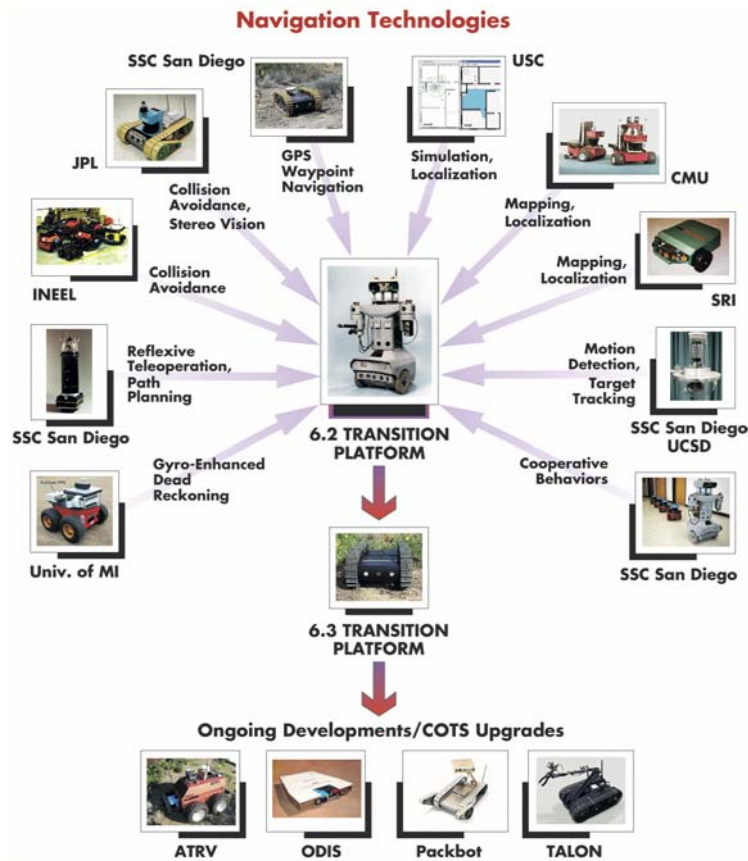 Navigation Technologies
SSC San Diego
USC
JPL
GPS
Waypoint
Navigation
Simulation,
Localization
CMU
Collision
Avoidance,
Stereo Vision
Mapping,
Localization
INEEL
Collision
Avoidance
Mapping,
Localization
SRI
Reflexive
Teleoperation,
Path
Planning
SSC San Diego
Motion
Detection,
Target
Tracking
SSC San Diego
UCSD
6.2 TRANSITION
PLATFORM
Gyro-Enhanced
Dead
Reckoning
Univ. of MI
Cooperative
Behaviors
SSC San Diego
6.3 TRANSITION
PLATFORM
Ongoing Developments/COTS Upgrades
ATRV
ODIS
Packbot
TALON